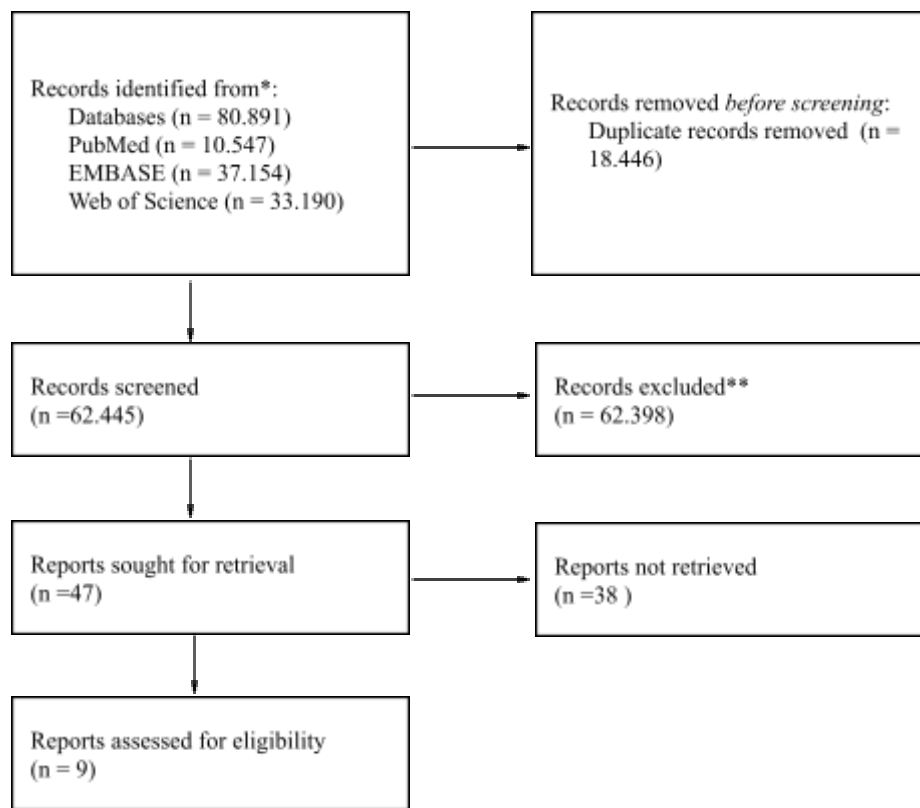 Records identified from*:
Databases (n = 80.891)
PubMed (n = 10.547)
EMBASE (n = 37.154)
Web of Science (n = 33.190)
Records removed before screening:
Duplicate records removed  (n =
18.446)
Records screened
(n =62.445)
Records excluded**
(n = 62.398)
Reports sought for retrieval
(n =47)
Reports not retrieved
(n =38 )
Reports assessed for eligibility
(n = 9)